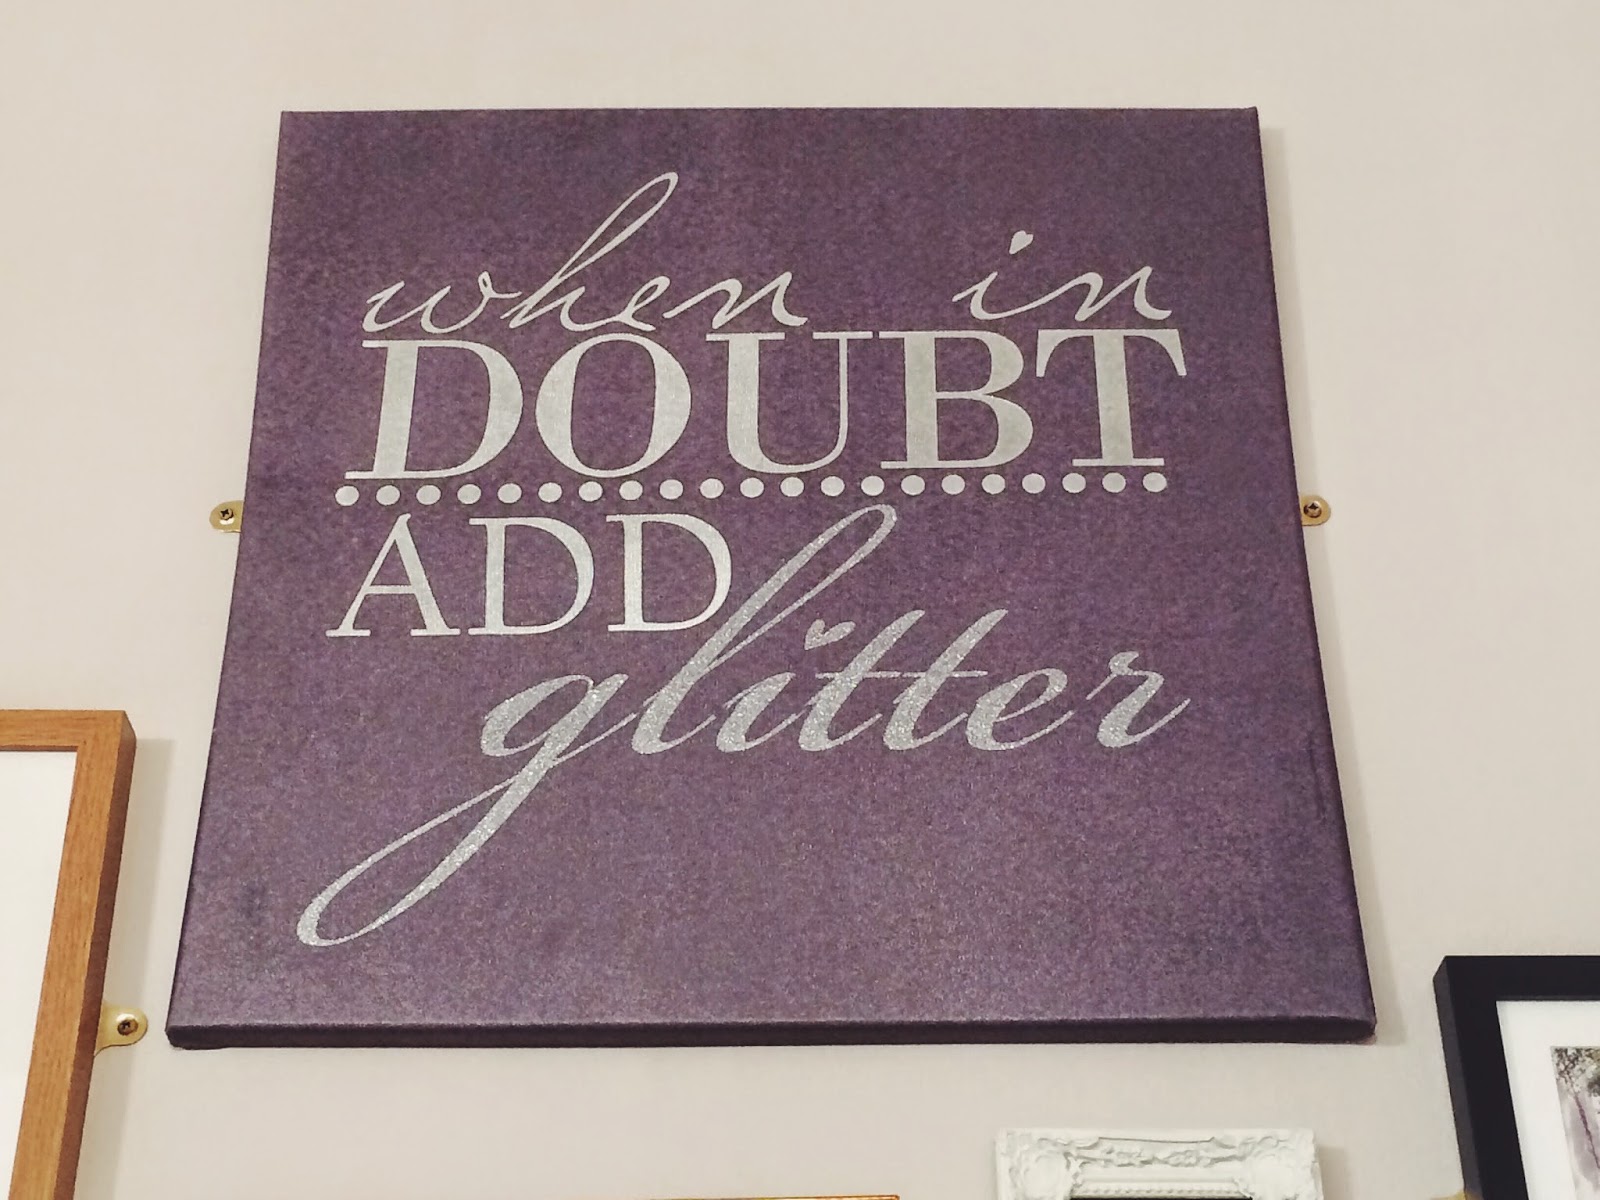 when in
DOUBT
ADD
glitter